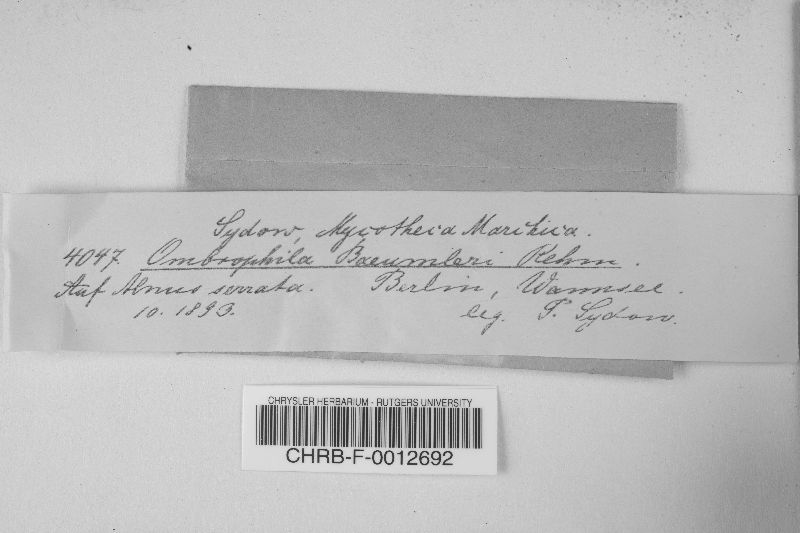 Sydow, Mycotheca Marchica.
4047. Ombrophila Baeumleri Rehm.
Auf Alnus serrata. Berlin, Wannsee.
10. 1893. leg. P. Sydow.
CHRYSLER HERBARIUM - RUTGERS UNIVERSITY
CHRB-F-0012692